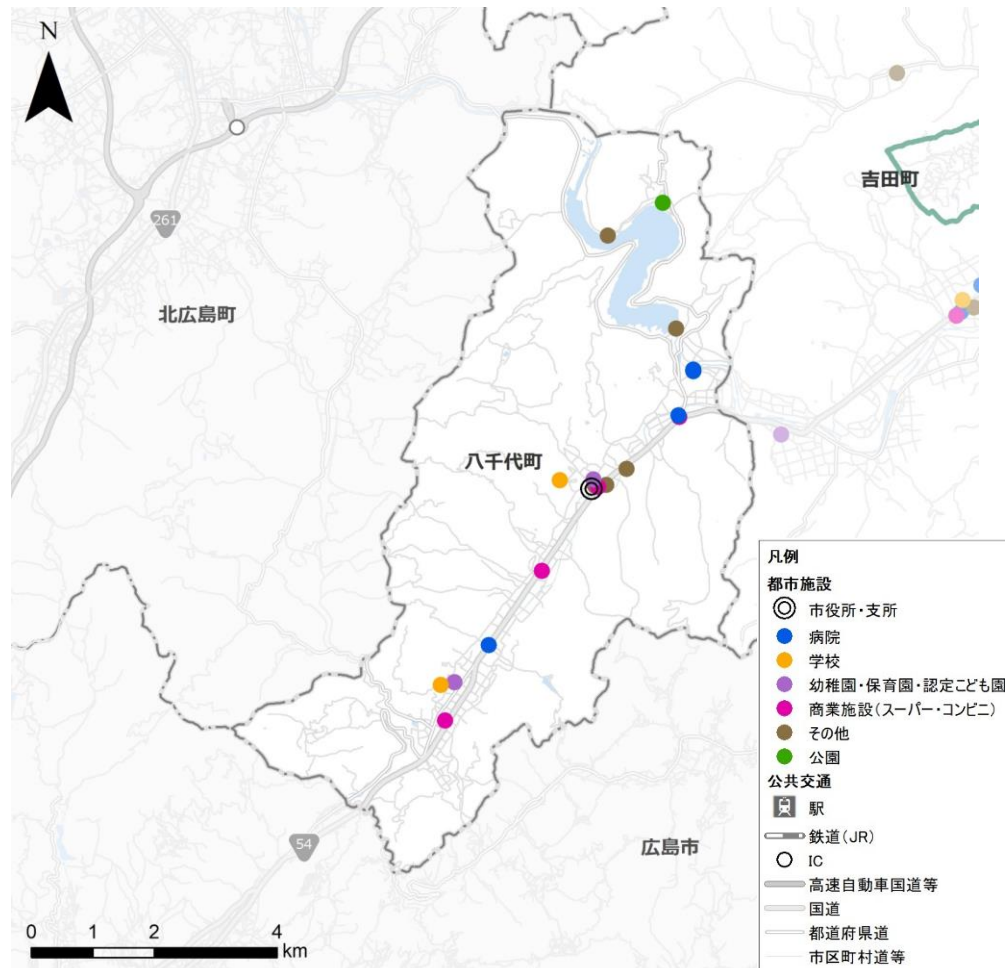 N
261
吉田町
北広島町
八千代町
54
広島市
0 1 2 4
km
凡例
都市施設
市役所・支所
病院
学校
幼稚園・保育園・認定こども園
商業施設(スーパー・コンビニ)
その他
公園
公共交通
駅
鉄道(JR)
IC
高速自動車国道等
国道
都道府県道
市区町村道等